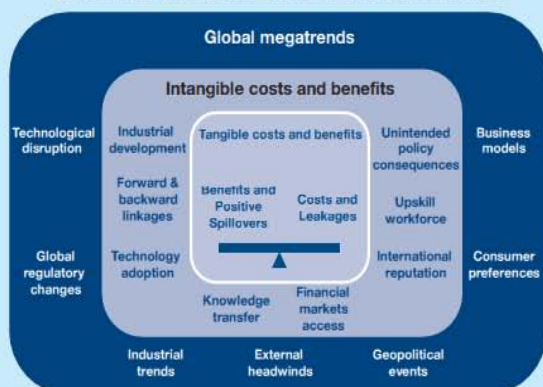 Global megatrends
Intangible costs and benefits
Technological
disruption
Industrial
development
Tangible costs and benefits
Unintended
policy
consequences
Business
models
Forward &
backward
linkages
Benefits and
Positive
Spillovers
Costs and
Leakages
Upskill
workforce
Global
regulatory
changes
Technology
adoption
International
reputation
Consumer
preferences
Knowledge
transfer
Financial
markets
access
Industrial
trends
External
headwinds
Geopolitical
events